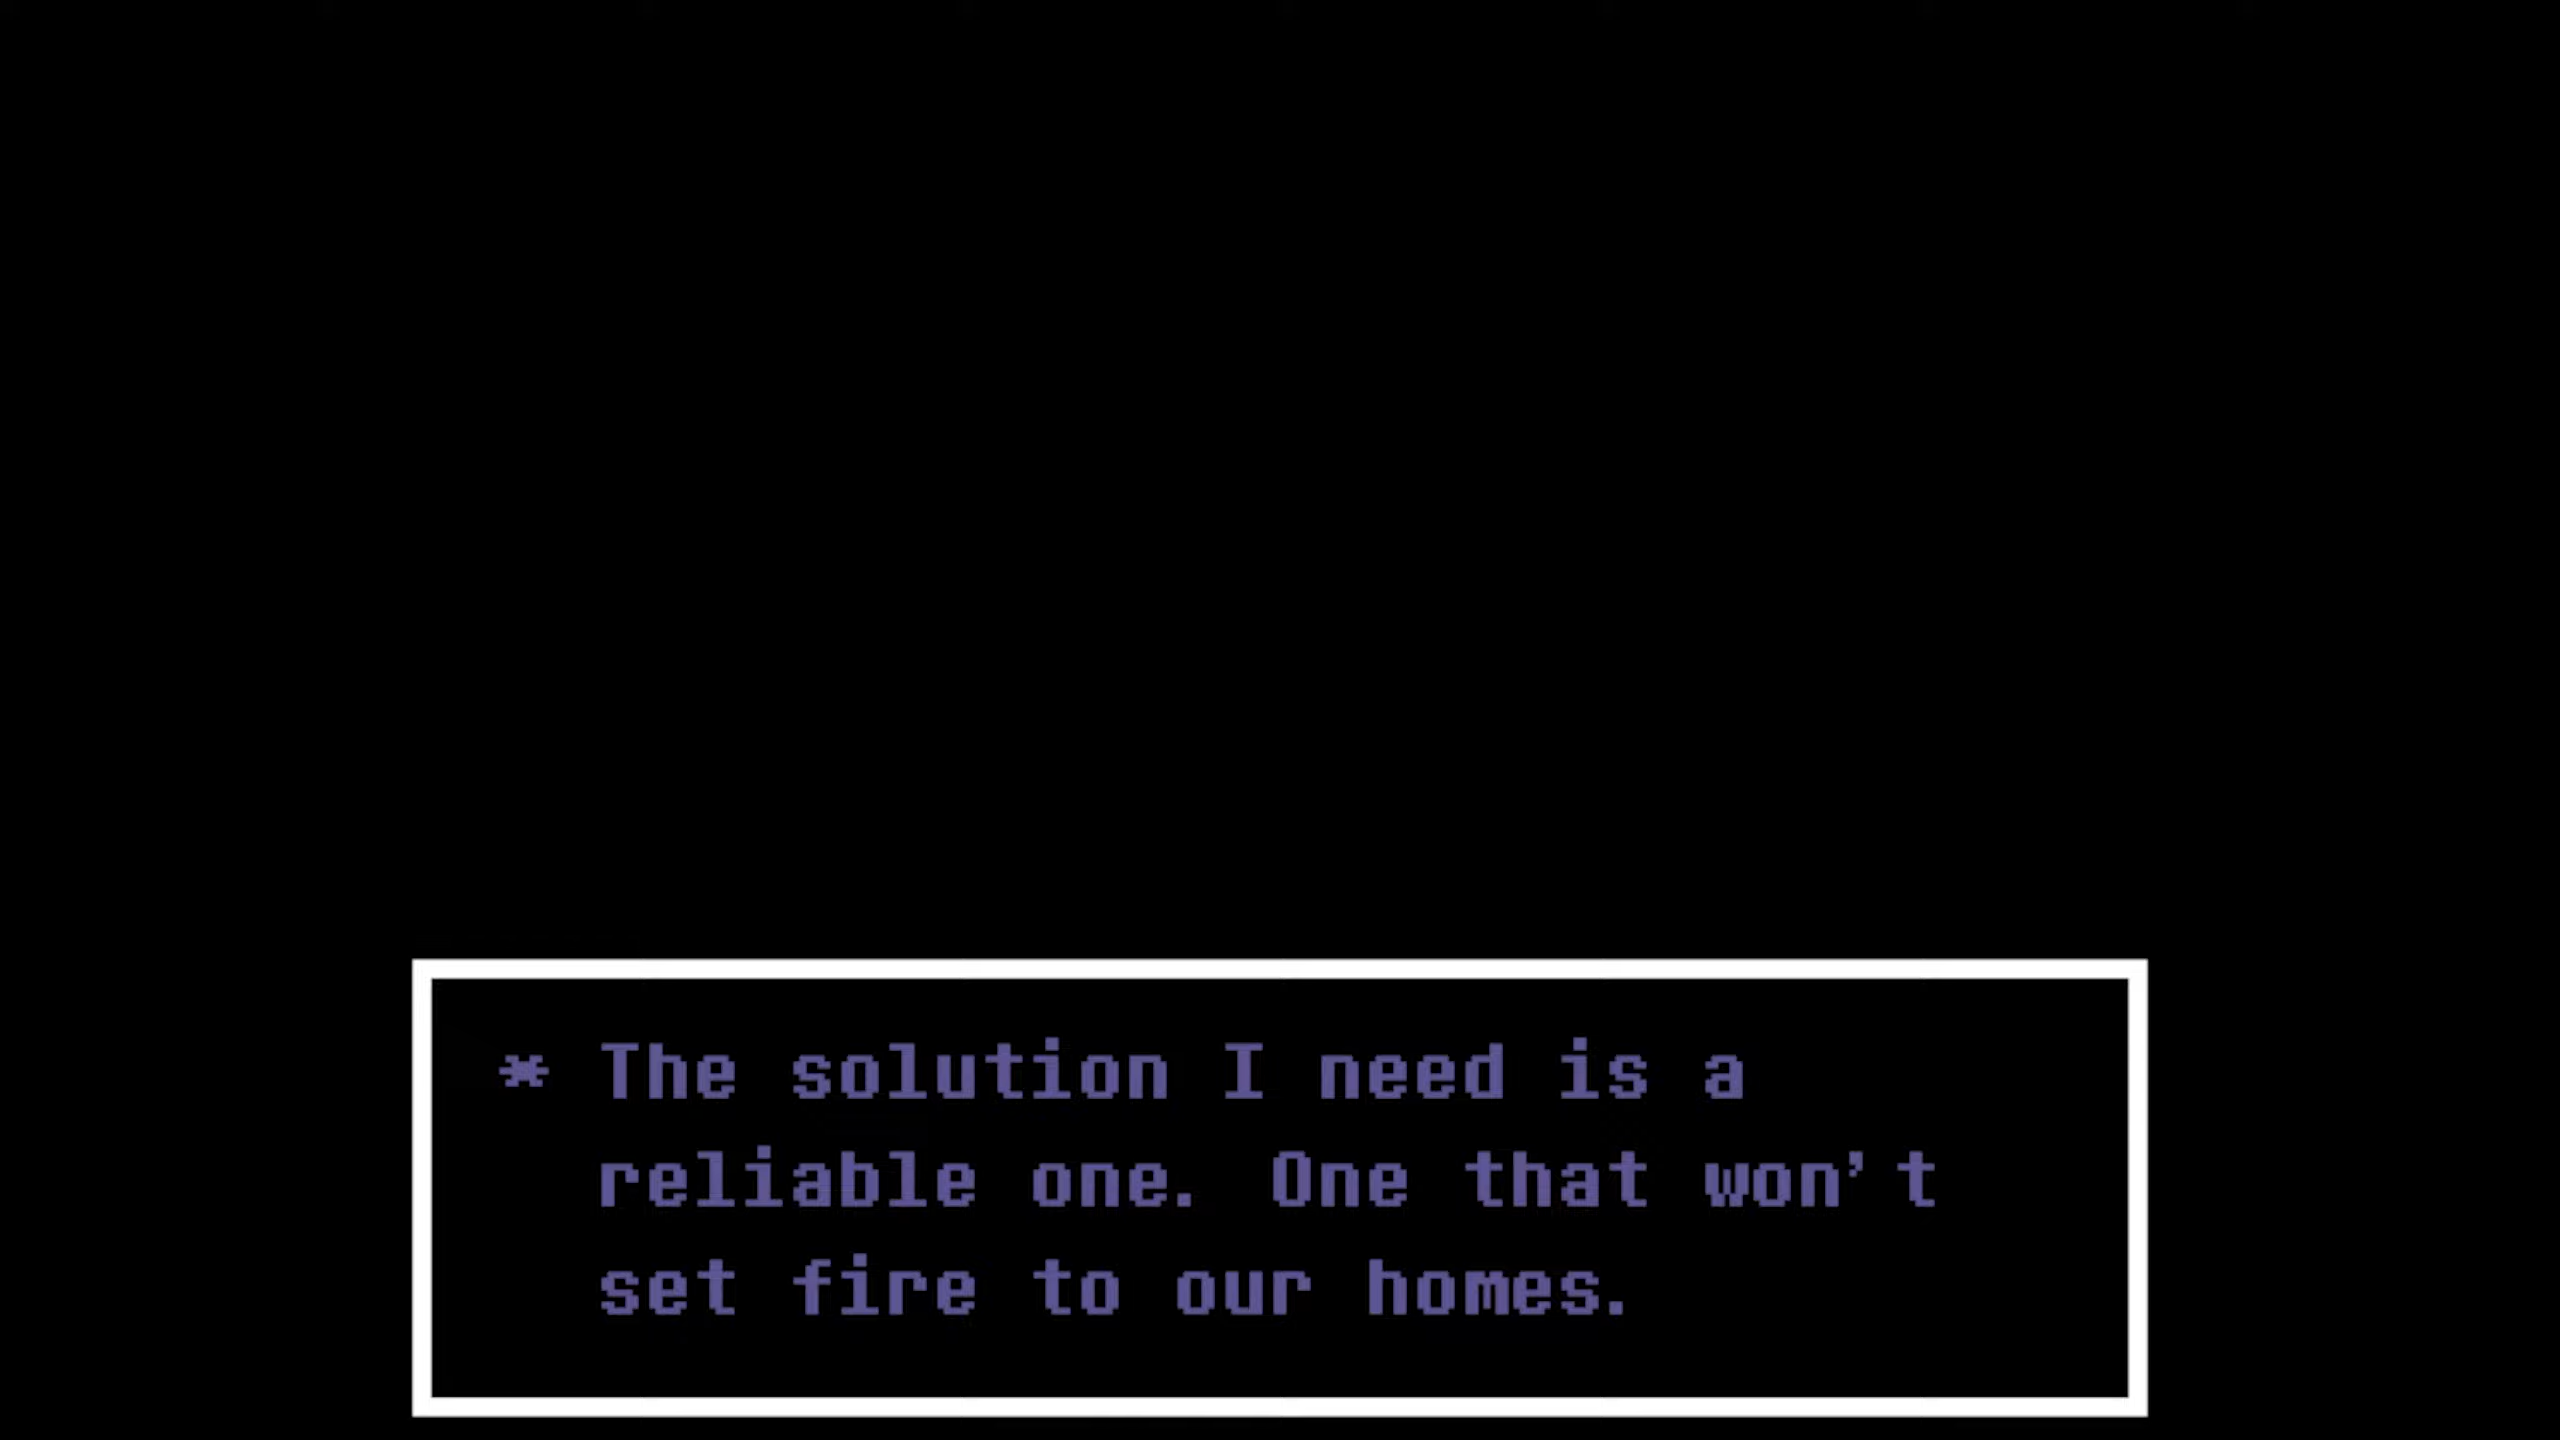 * The solution I need is a
reliable one. One that won't
set fire to our homes.